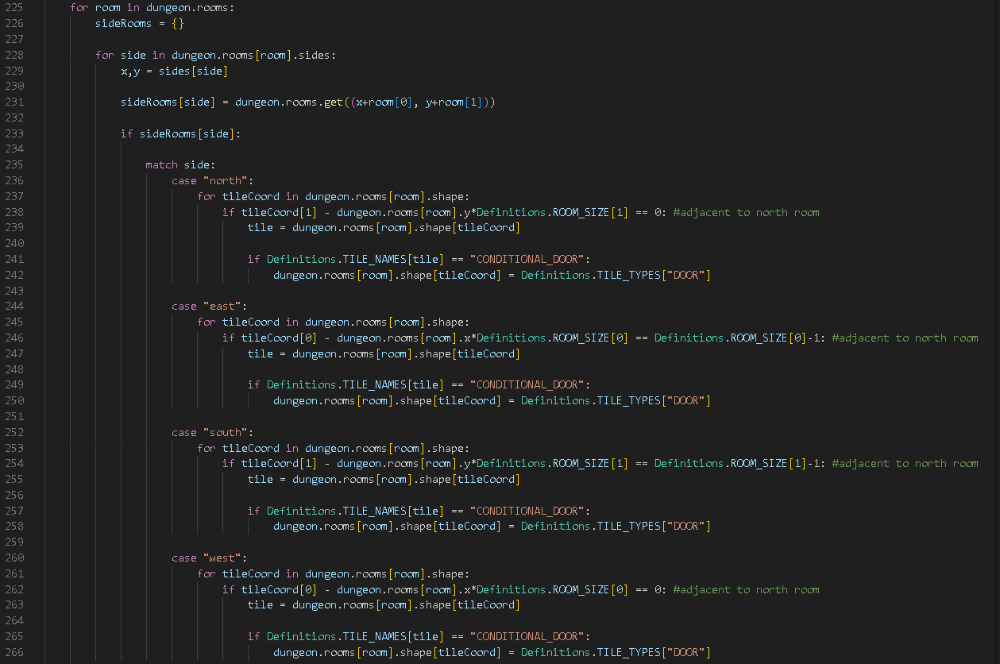 225 for room in dungeon.rooms:
226 sideRooms = {}
227
228 for side in dungeon.rooms[room].sides:
229 x,y = sides[side]
230
231 sideRooms[side] = dungeon.rooms.get((x+room[0], y+room[1]))
232
233 if sideRooms[side]:
234
235 match side:
236 case "north":
237 for tileCoord in dungeon.rooms[room].shape:
238 if tileCoord[1] - dungeon.rooms[room].y*Definitions.ROOM_SIZE[1] == 0: #adjacent to north room
239 tile = dungeon.rooms[room].shape[tileCoord]
240
241 if Definitions.TILE_NAMES[tile] == "CONDITIONAL_DOOR":
242 dungeon.rooms[room].shape[tileCoord] = Definitions.TILE_TYPES["DOOR"]
243
244 case "east":
245 for tileCoord in dungeon.rooms[room].shape:
246 if tileCoord[0] - dungeon.rooms[room].x*Definitions.ROOM_SIZE[0] == Definitions.ROOM_SIZE[0]-1: #adjacent to north room
247 tile = dungeon.rooms[room].shape[tileCoord]
248
249 if Definitions.TILE_NAMES[tile] == "CONDITIONAL_DOOR":
250 dungeon.rooms[room].shape[tileCoord] = Definitions.TILE_TYPES["DOOR"]
251
252 case "south":
253 for tileCoord in dungeon.rooms[room].shape:
254 if tileCoord[1] - dungeon.rooms[room].y*Definitions.ROOM_SIZE[1] == Definitions.ROOM_SIZE[1]-1: #adjacent to north room
255 tile = dungeon.rooms[room].shape[tileCoord]
256
257 if Definitions.TILE_NAMES[tile] == "CONDITIONAL_DOOR":
258 dungeon.rooms[room].shape[tileCoord] = Definitions.TILE_TYPES["DOOR"]
259
260 case "west":
261 for tileCoord in dungeon.rooms[room].shape:
262 if tileCoord[0] - dungeon.rooms[room].x*Definitions.ROOM_SIZE[0] == 0: #adjacent to north room
263 tile = dungeon.rooms[room].shape[tileCoord]
264
265 if Definitions.TILE_NAMES[tile] == "CONDITIONAL_DOOR":
266 dungeon.rooms[room].shape[tileCoord] = Definitions.TILE_TYPES["DOOR"]